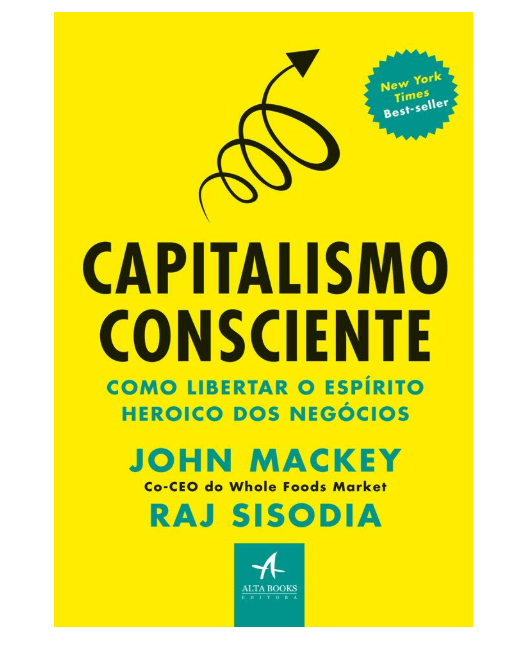 New York
Times
Best-seller
CAPITALISMO
CONSCIENTE
COMO LIBERTAR O ESPÍRITO
HEROICO DOS NEGÓCIOS
JOHN MACKEY
Co-CEO do Whole Foods Market
RAJ SISODIA
ALTA BOOKS
EDITORA